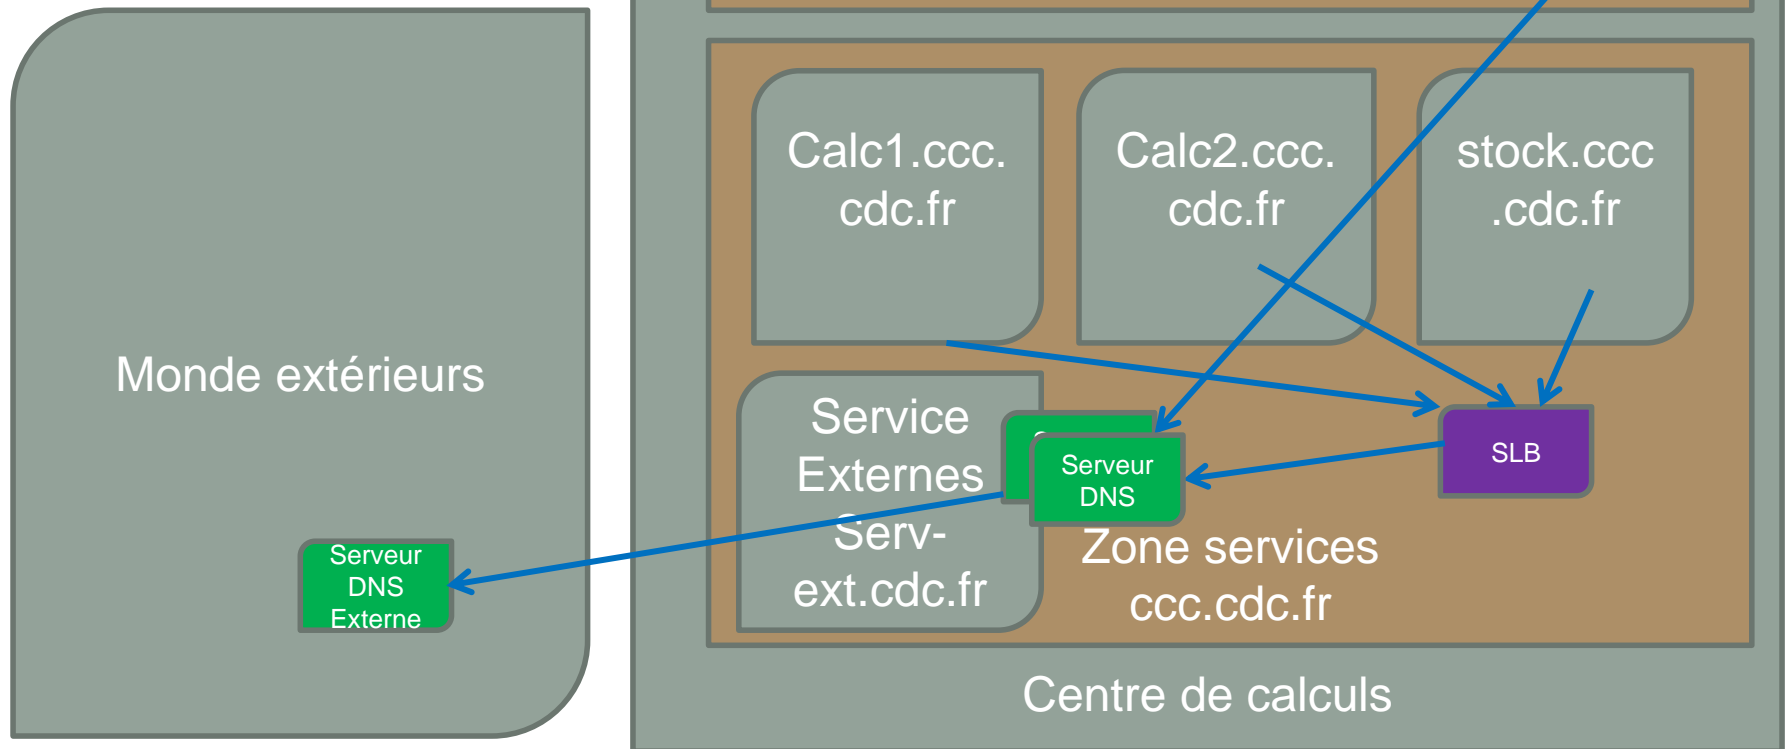 Calc1.ccc.
cdc.fr
Calc2.ccc.
cdc.fr
stock.ccc
.cdc.fr
Monde extérieurs
Service
Externes
Serv-
ext.cdc.fr
Serveur
DNS
SLB
Zone services
ccc.cdc.fr
Serveur
DNS
Externe
Centre de calculs